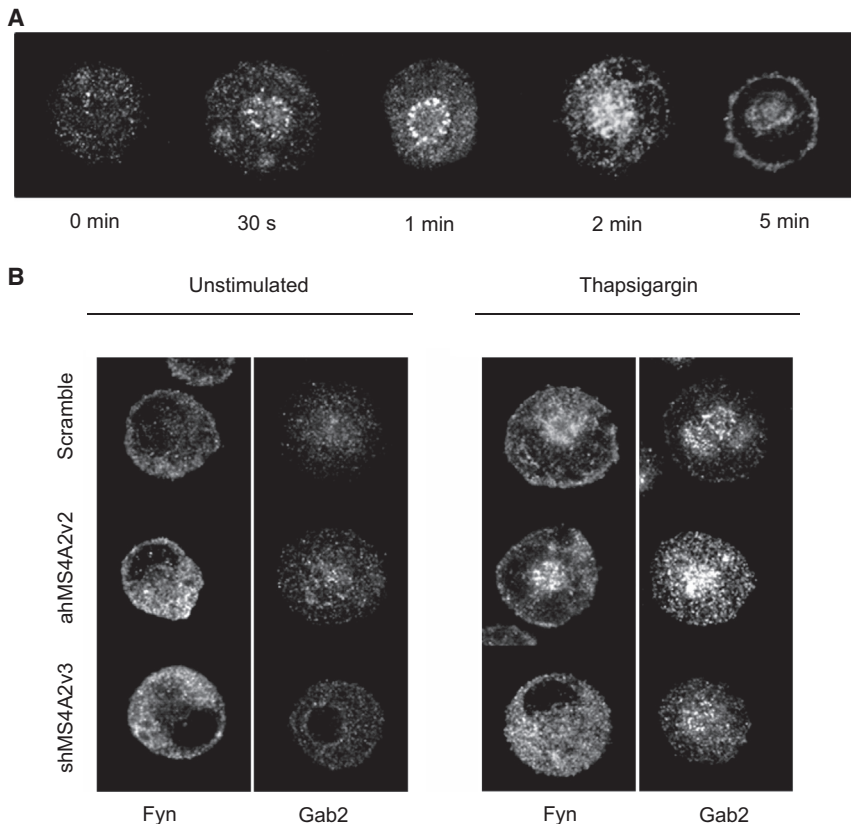 A
0 min 30 s 1 min 2 min 5 min
B
Unstimulated Thapsigargin
Scramble
ahMS4A2v2
shMS4A2v3
Fyn Gab2 Fyn Gab2